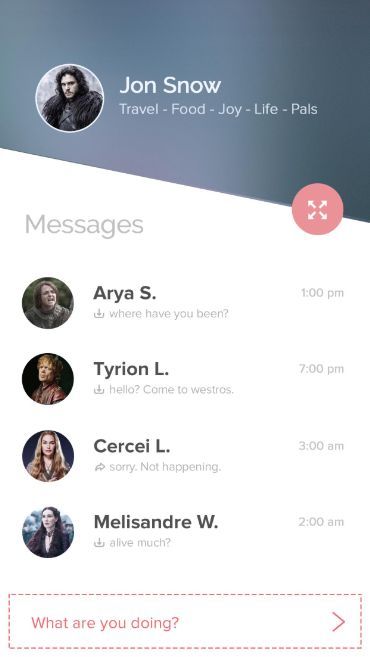 Jon Snow
Travel - Food - Joy - Life - Pals
Messages
Arya S.
1:00 pm
where have you been?
Tyrion L.
7:00 pm
hello? Come to westros.
Cercei L.
3:00 am
sorry. Not happening.
Melisandre W.
2:00 am
alive much?
What are you doing?